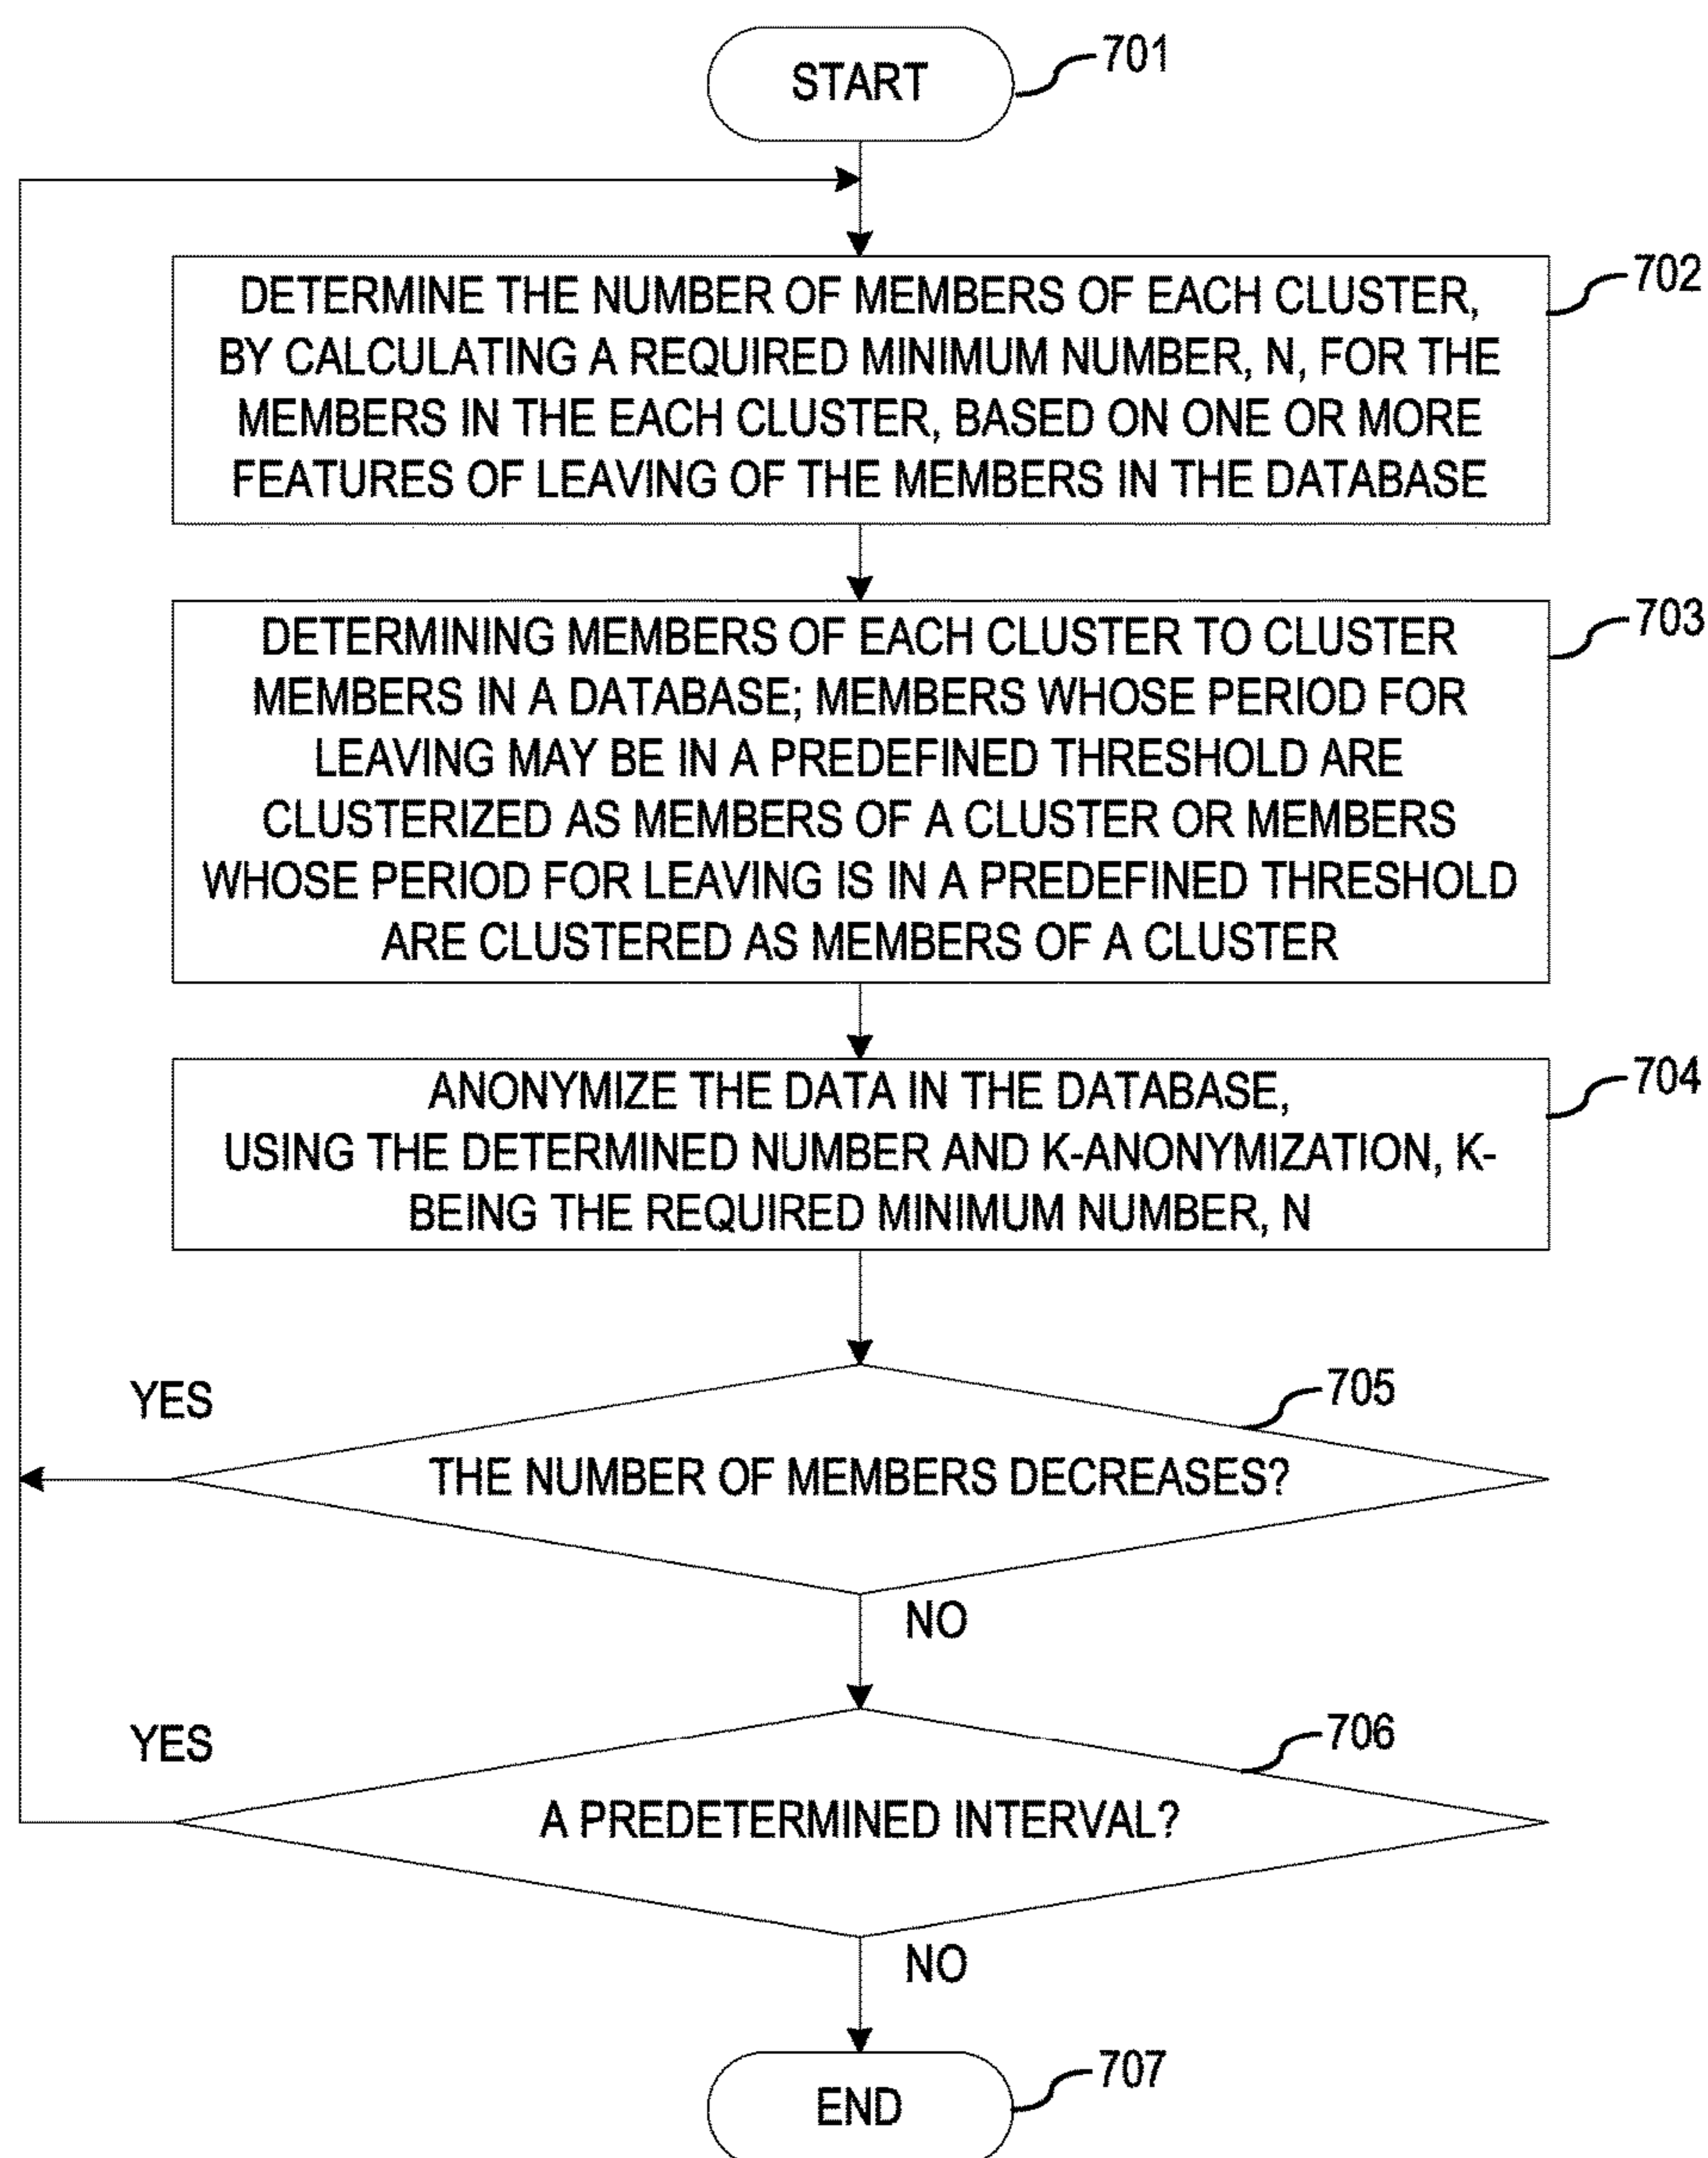 START
701
DETERMINE THE NUMBER OF MEMBERS OF EACH CLUSTER,
BY CALCULATING A REQUIRED MINIMUM NUMBER, N, FOR THE
MEMBERS IN THE EACH CLUSTER, BASED ON ONE OR MORE
FEATURES OF LEAVING OF THE MEMBERS IN THE DATABASE
702
DETERMINING MEMBERS OF EACH CLUSTER TO CLUSTER
MEMBERS IN A DATABASE; MEMBERS WHOSE PERIOD FOR
LEAVING MAY BE IN A PREDEFINED THRESHOLD ARE
CLUSTERIZED AS MEMBERS OF A CLUSTER OR MEMBERS
WHOSE PERIOD FOR LEAVING IS IN A PREDEFINED THRESHOLD
ARE CLUSTERED AS MEMBERS OF A CLUSTER
703
ANONYMIZE THE DATA IN THE DATABASE,
USING THE DETERMINED NUMBER AND K-ANONYMIZATION, K-
BEING THE REQUIRED MINIMUM NUMBER, N
704
YES
705
THE NUMBER OF MEMBERS DECREASES?
NO
YES
706
A PREDETERMINED INTERVAL?
NO
END
707